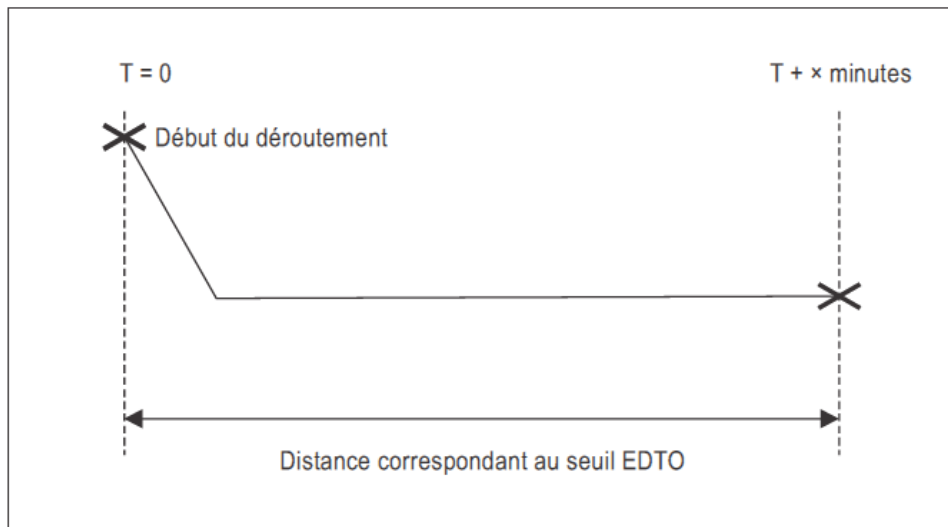 T = 0
T + × minutes
Début du déroutement
Distance correspondant au seuil EDTO